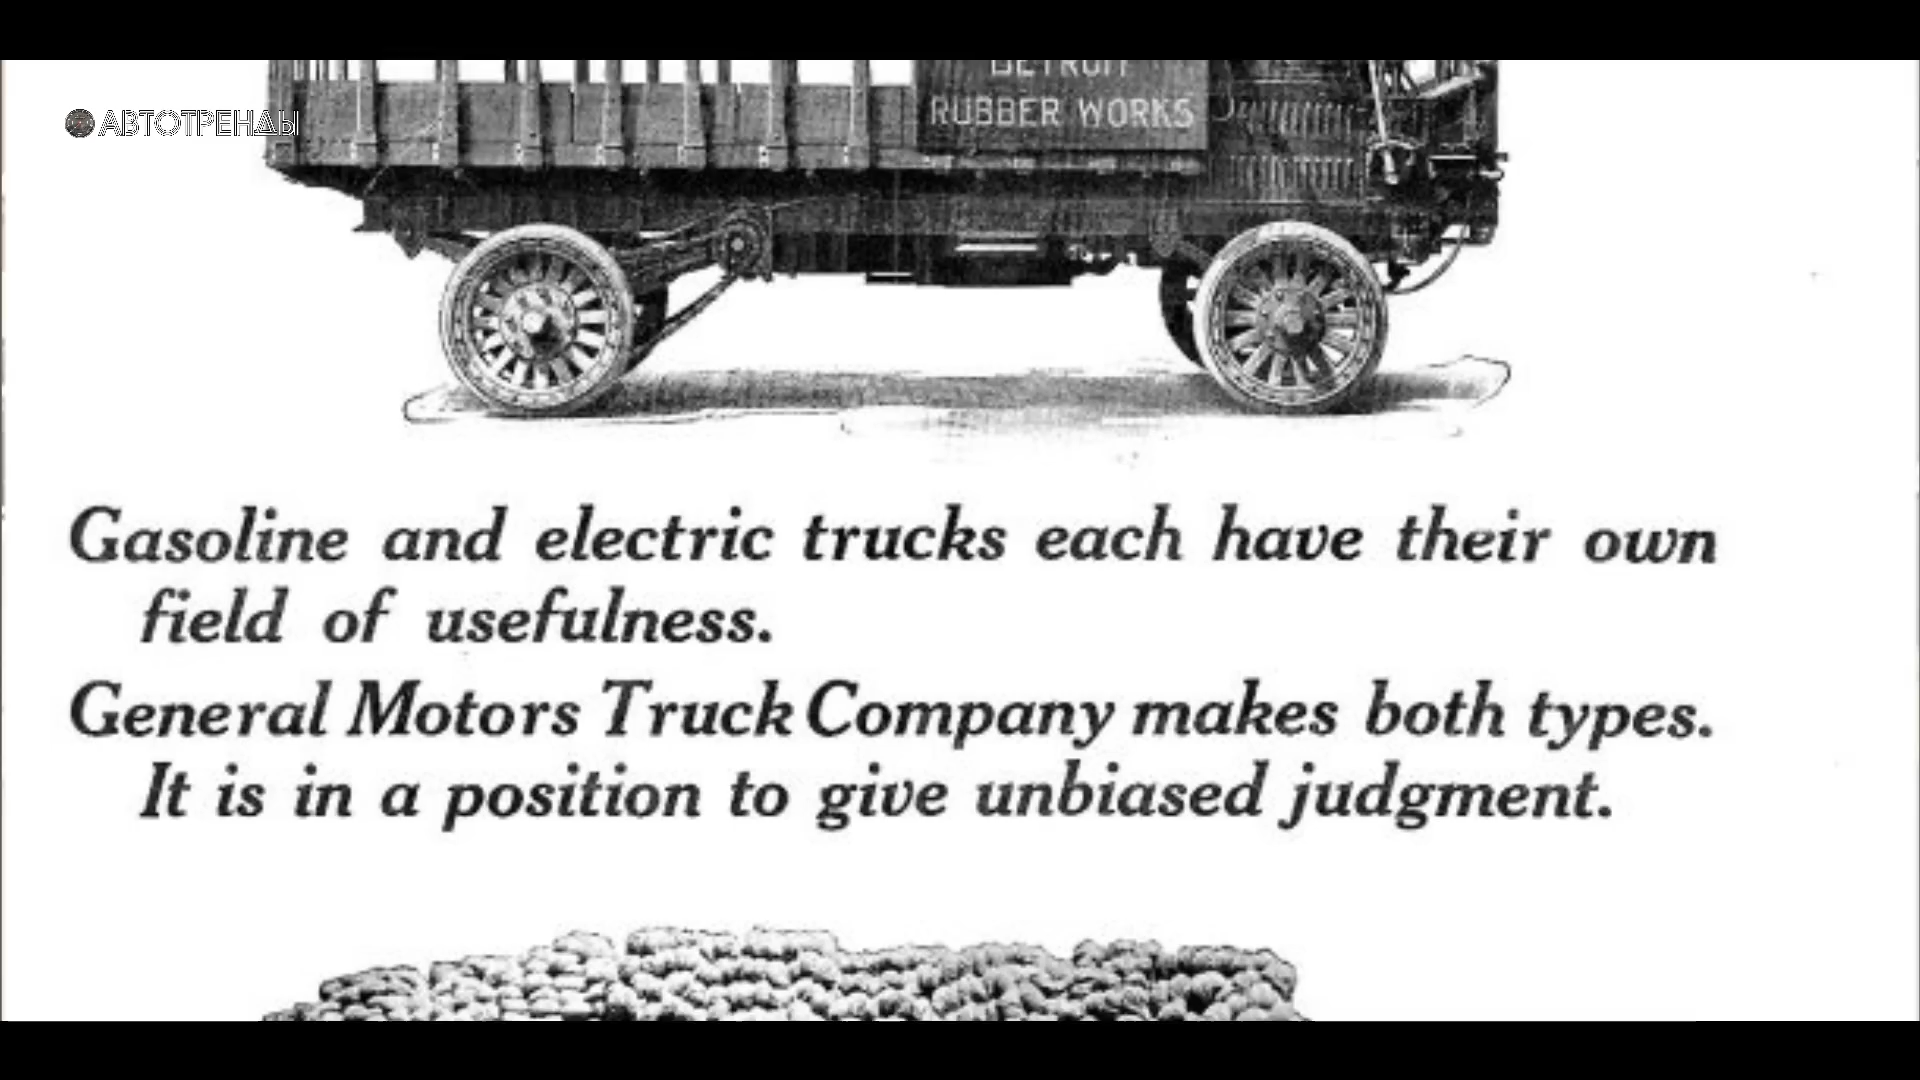 DETROIT
RUBBER WORKS
АВТОТРЕНДЫ
Gasoline and electric trucks each have their own
field of usefulness.
General Motors Truck Company makes both types.
It is in a position to give unbiased judgment.